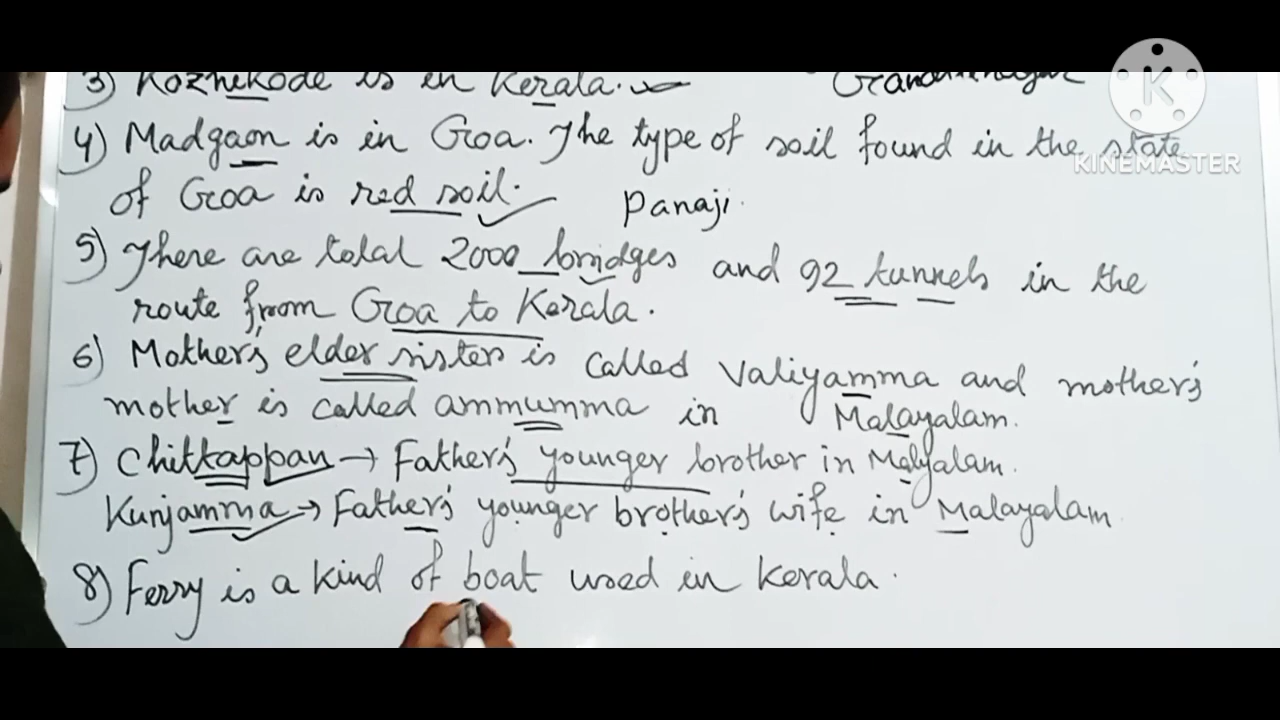 3) Kozhikode is in Kerala. Gandhinagar
4) Madgaon is in Goa. The type of soil found in the state
of Goa is red soil. Panaji.
5) There are total 2000 bridges and 92 tunnels in the
route from Goa to Kerala.
6) Mother's elder sister is called Valiyamma and mother's
mother is called ammumma in Malayalam.
7) Chittappan → Father's younger brother in Malyalam.
Kunjamma → Father's younger brother's wife in Malayalam
8) Ferry is a kind of boat used in Kerala.
K
KINEMASTER